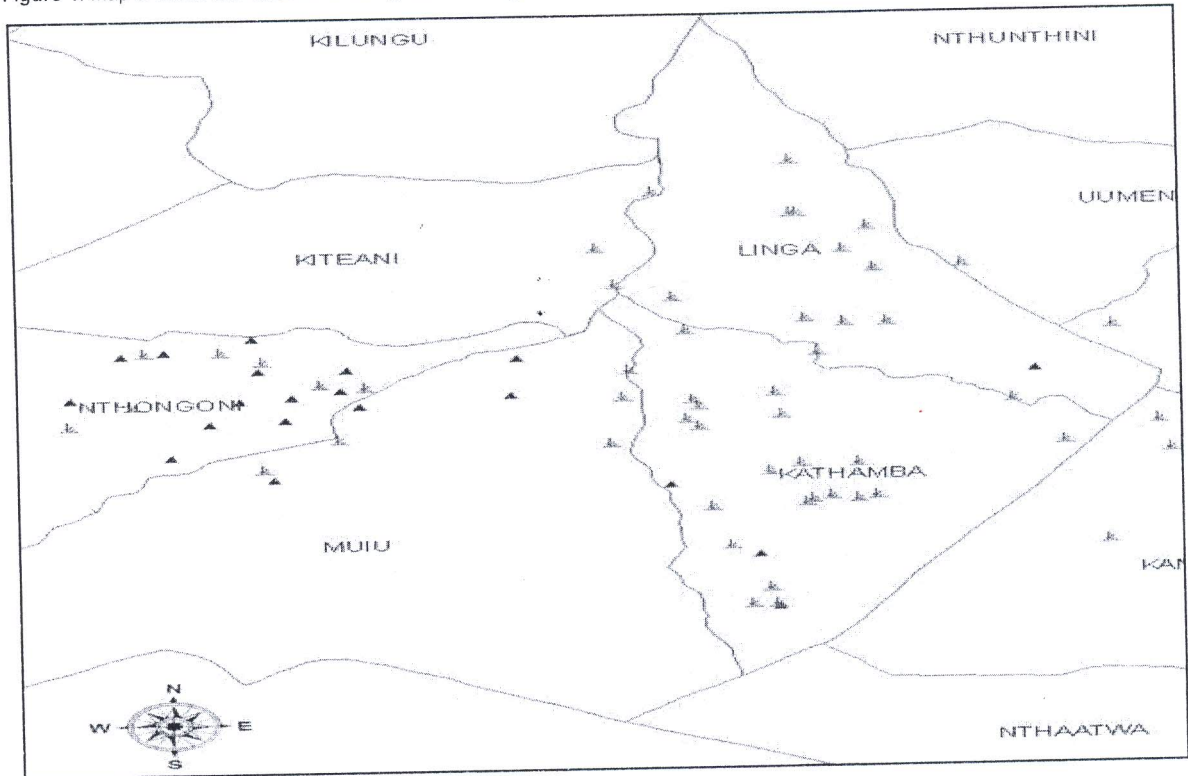 KILUNGU
NTHUNTHINI
UUMEN
LINGA
KITEANI
NTHONGONI
KATHAMBA
MUIU
KAN
N
W E
S
NTHAATWA